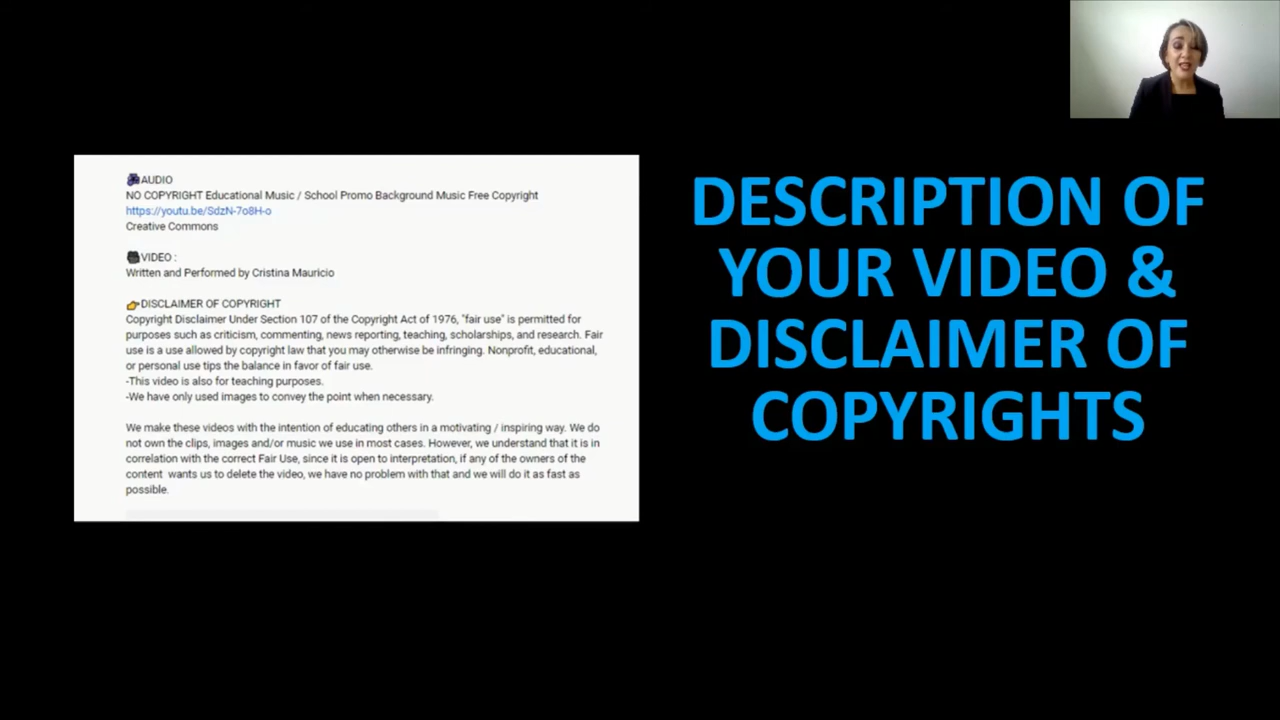 AUDIO
NO COPYRIGHT Educational Music / School Promo Background Music Free Copyright
https://youtu.be/SdzN-7o8H-o
Creative Commons
VIDEO :
Written and Performed by Cristina Mauricio
DISCLAIMER OF COPYRIGHT
Copyright Disclaimer Under Section 107 of the Copyright Act of 1976, "fair use" is permitted for
purposes such as criticism, commenting, news reporting, teaching, scholarships, and research. Fair
use is a use allowed by copyright law that you may otherwise be infringing. Nonprofit, educational,
or personal use tips the balance in favor of fair use.
-This video is also for teaching purposes.
-We have only used images to convey the point when necessary.
We make these videos with the intention of educating others in a motivating / inspiring way. We do
not own the clips, images and/or music we use in most cases. However, we understand that it is in
correlation with the correct Fair Use, since it is open to interpretation, if any of the owners of the
content wants us to delete the video, we have no problem with that and we will do it as fast as
possible.
DESCRIPTION OF
YOUR VIDEO &
DISCLAIMER OF
COPYRIGHTS